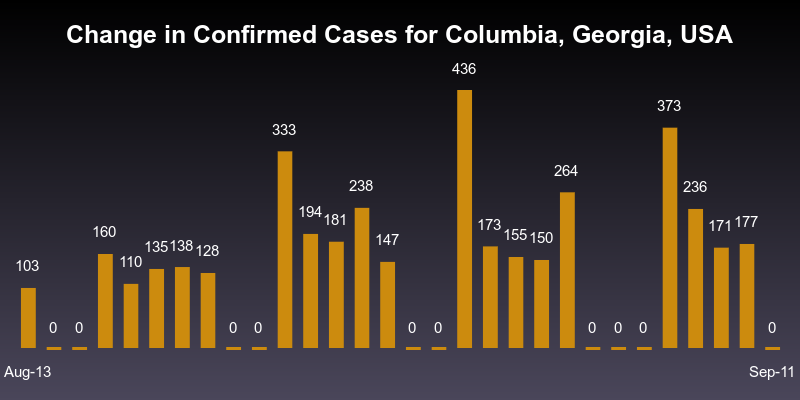 Change in Confirmed Cases for Columbia, Georgia, USA
103 0 0 160 110 135 138 128 0 0 333 194 181 238 147 0 0 436 173 155 150 264 0 0 0 373 236 171 177 0
Aug-13 Sep-11